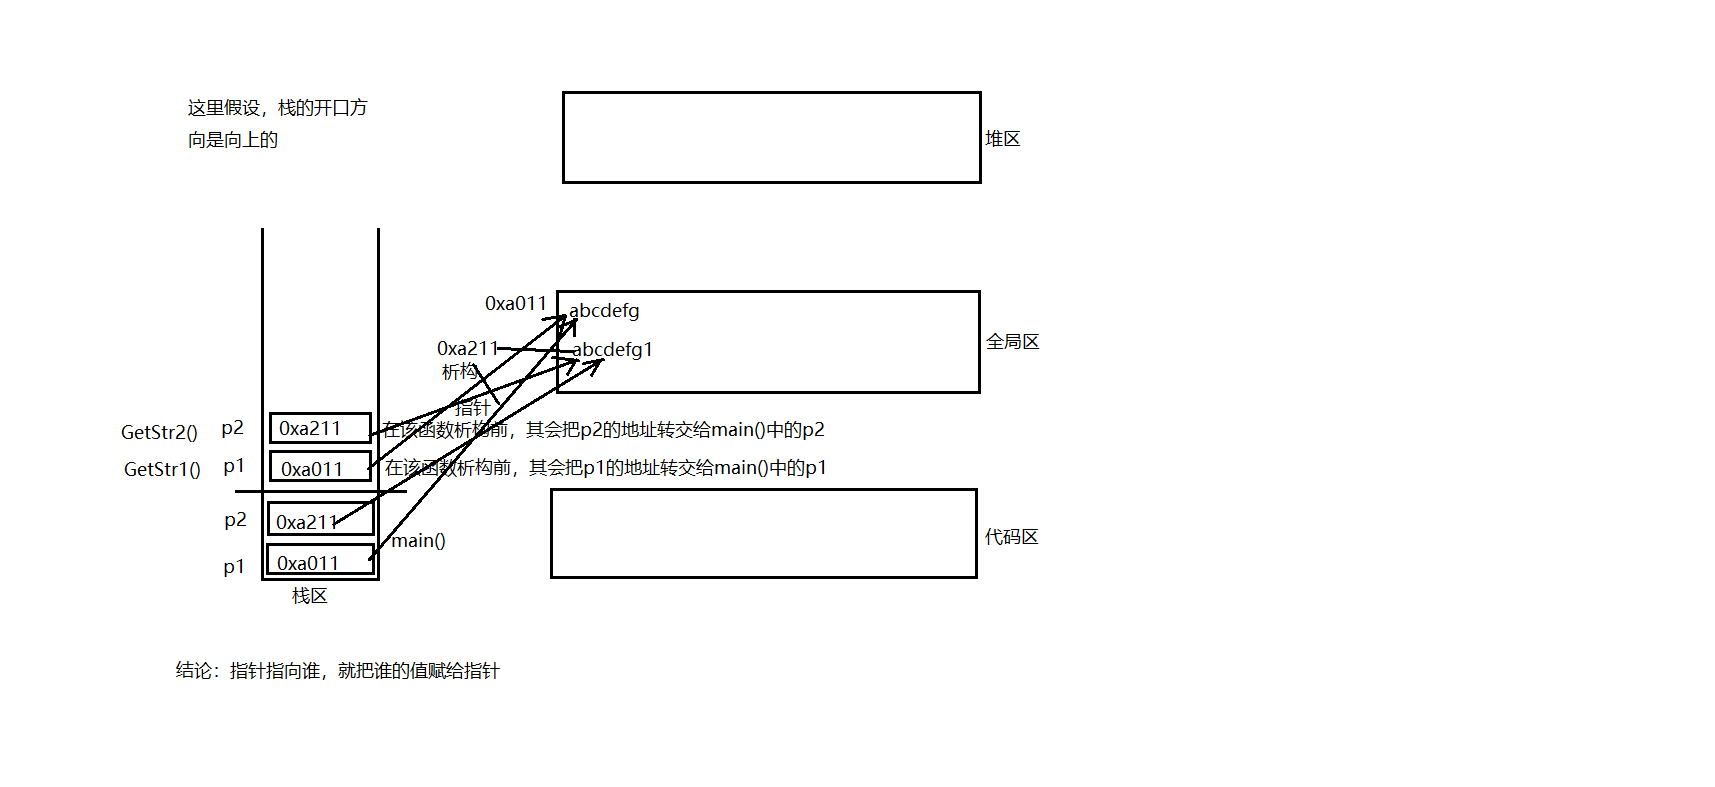 这里假设，栈的开口方
向是向上的
堆区
0xa011
abcdefg
0xa211
abcdefg1
全局区
析构
指针
GetStr2()
p2
0xa211
在该函数析构前，其会把p2的地址转交给main()中的p2
GetStr1()
p1
0xa011
在该函数析构前，其会把p1的地址转交给main()中的p1
p2
0xa211
main()
代码区
p1
0xa011
栈区
结论：指针指向谁，就把谁的值赋给指针